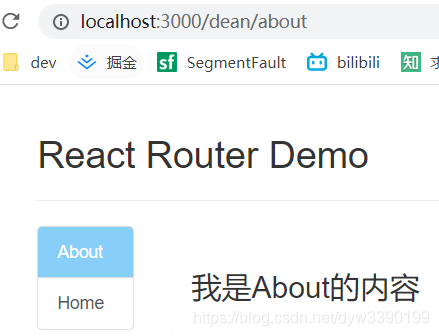 localhost:3000/dean/about
dev 掘金 sf SegmentFault bilibili 知
React Router Demo
About
Home
我是About的内容
https://blog.csdn.net/dyw3390199